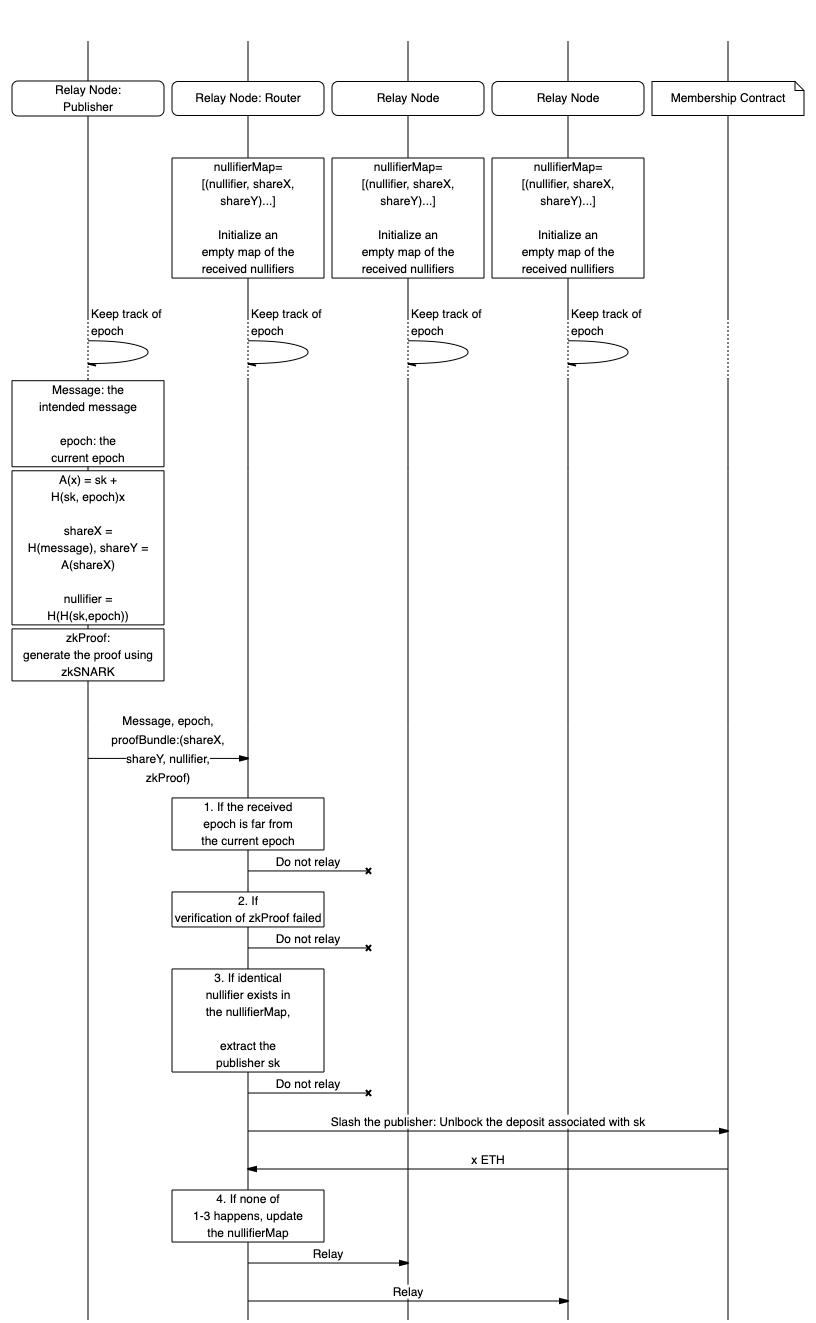 Relay Node:
Publisher
Relay Node: Router
Relay Node
Relay Node
Membership Contract
nullifierMap=
[(nullifier, shareX,
shareY)...]
Initialize an
empty map of the
received nullifiers
nullifierMap=
[(nullifier, shareX,
shareY)...]
Initialize an
empty map of the
received nullifiers
nullifierMap=
[(nullifier, shareX,
shareY)...]
Initialize an
empty map of the
received nullifiers
Keep track of
epoch
Keep track of
epoch
Keep track of
epoch
Keep track of
epoch
Message: the
intended message
epoch: the
current epoch
A(x) = sk +
H(sk, epoch)x
shareX =
H(message), shareY =
A(shareX)
nullifier =
H(H(sk,epoch))
zkProof:
generate the proof using
zkSNARK
Message, epoch,
proofBundle:(shareX,
shareY, nullifier,
zkProof)
1. If the received
epoch is far from
the current epoch
Do not relay
2. If
verification of zkProof failed
Do not relay
3. If identical
nullifier exists in
the nullifierMap,
extract the
publisher sk
Do not relay
Slash the publisher: Unlbock the deposit associated with sk
x ETH
4. If none of
1-3 happens, update
the nullifierMap
Relay
Relay